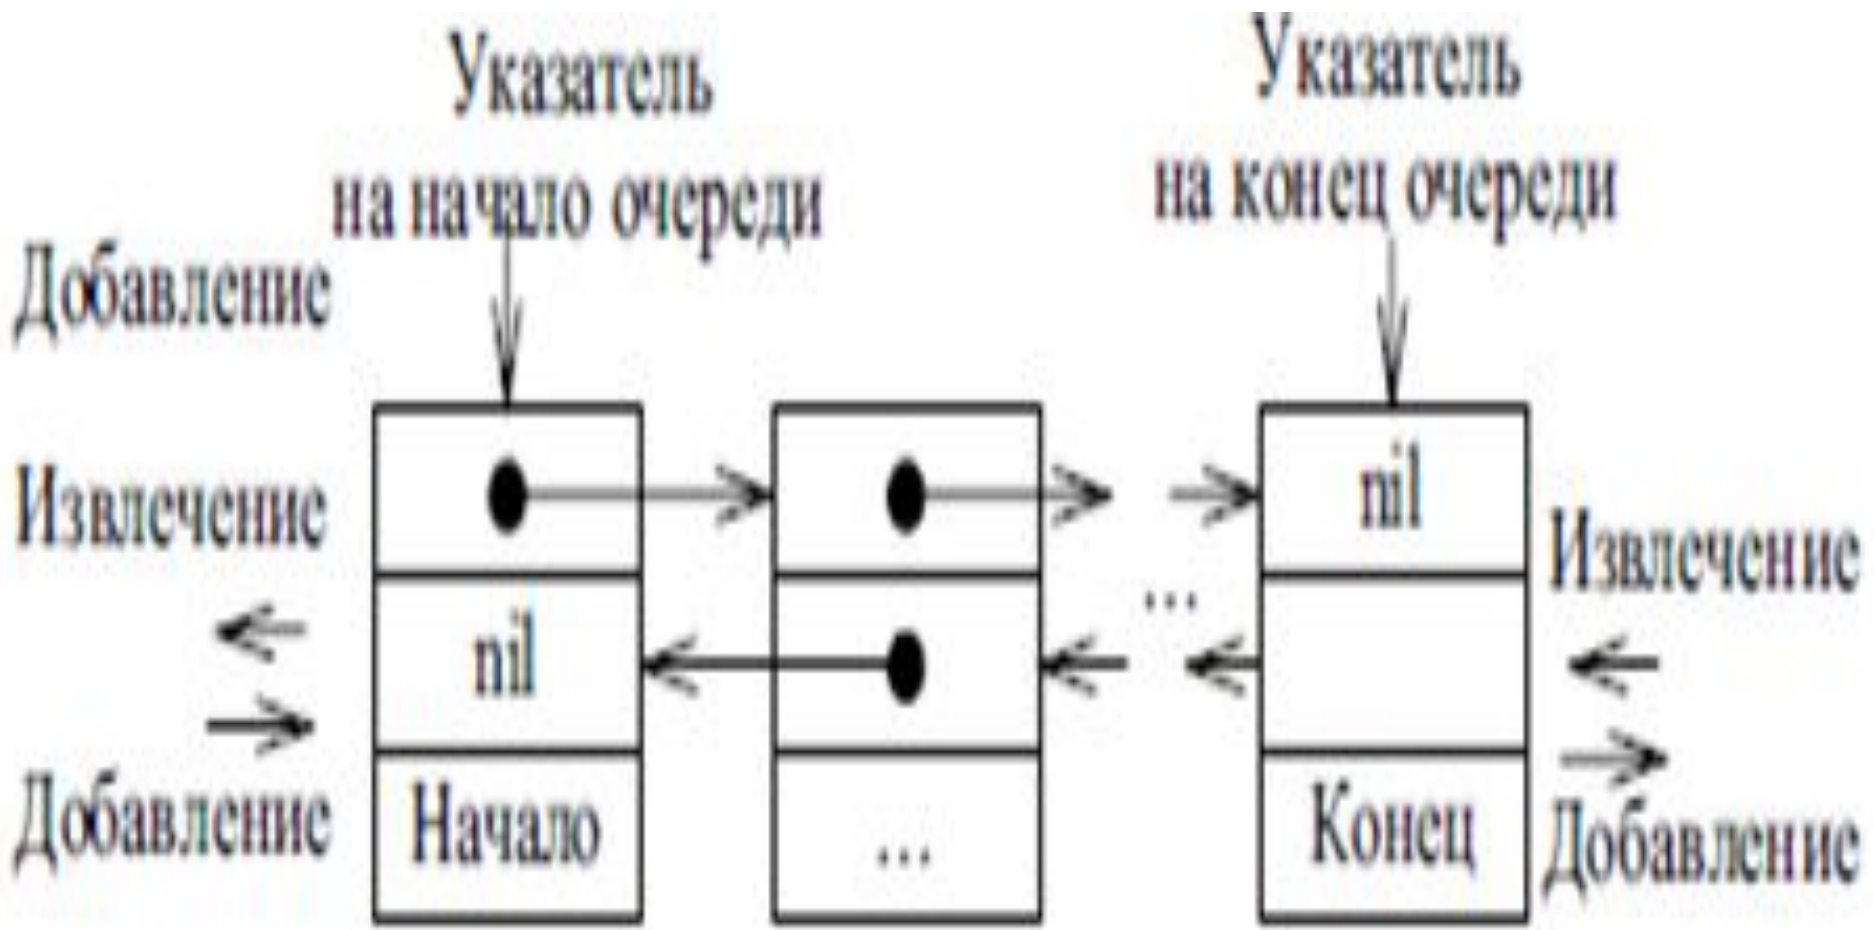 Указатель
на начало очереди
Указатель
на конец очереди
Добавление
Извлечение
nil
Извлечение
...
nil
Добавление
Начало
...
Конец
Добавление